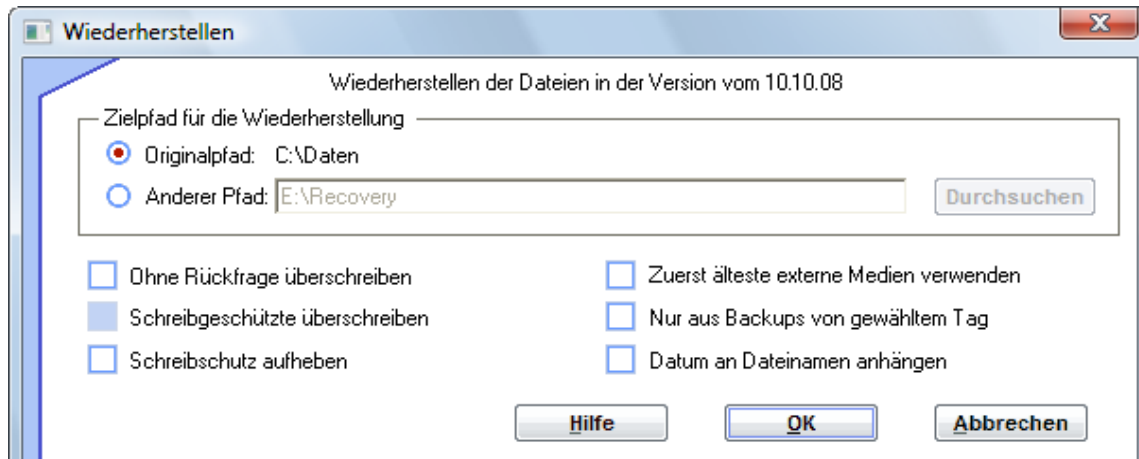 Wiederherstellen
Wiederherstellen der Dateien in der Version vom 10.10.08
Zielpfad für die Wiederherstellung
Originalpfad: C:\Daten
Anderer Pfad: E:\Recovery Durchsuchen
Ohne Rückfrage überschreiben
Zuerst älteste externe Medien verwenden
Schreibgeschützte überschreiben
Nur aus Backups von gewähltem Tag
Schreibschutz aufheben
Datum an Dateinamen anhängen
Hilfe OK Abbrechen